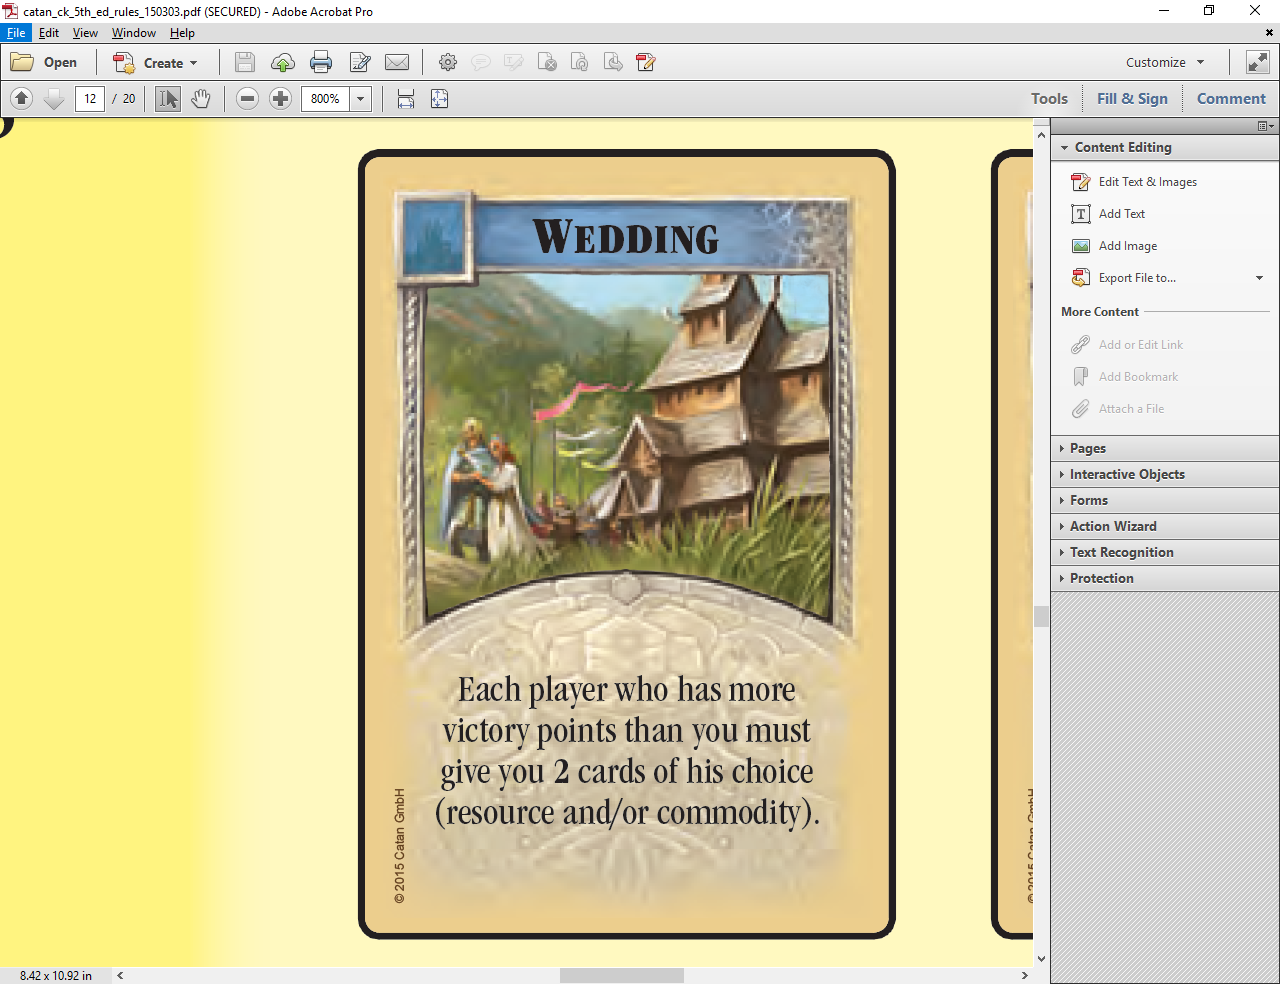 catan_ck_5th_ed_rules_150303.pdf (SECURED) - Adobe Acrobat Pro
File Edit View Window Help
Open Create Customize
12 / 20 800% Tools Fill & Sign Comment
WEDDING
Each player who has more
victory points than you must
give you 2 cards of his choice
(resource and/or commodity).
© 2015 Catan GmbH
Content Editing
Edit Text & Images
Add Text
Add Image
Export File to...
More Content
Add or Edit Link
Add Bookmark
Attach a File
Pages
Interactive Objects
Forms
Action Wizard
Text Recognition
Protection
8.42 x 10.92 in